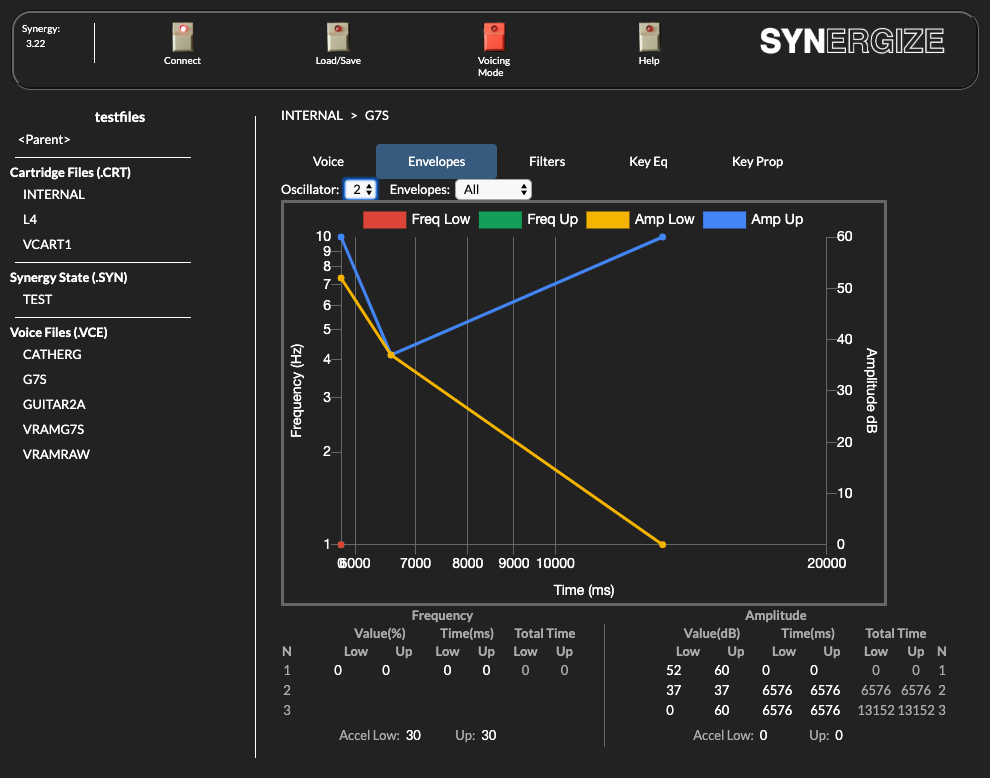 Synergy:
3.22
Connect
Load/Save
Voicing
Mode
Help
SYNERGIZE
testfiles
<Parent>
Cartridge Files (.CRT)
INTERNAL
L4
VCART1
Synergy State (.SYN)
TEST
Voice Files (.VCE)
CATHERG
G7S
GUITAR2A
VRAMG7S
VRAMRAW
INTERNAL > G7S
Voice Envelopes Filters Key Eq Key Prop
Oscillator: 2 Envelopes: All
Freq Low Freq Up Amp Low Amp Up
10
9
8
7
6
5
4
3
2
1
Frequency (Hz)
60
50
40
30
20
10
0
Amplitude dB
0 6000 7000 8000 9000 10000 20000
Time (ms)
Frequency Amplitude
Value(%) Time(ms) Total Time Value(dB) Time(ms) Total Time
N Low Up Low Up Low Up Low Up Low Up Low Up N
1 0 0 0 0 0 0 52 60 0 0 0 0 1
2 37 37 6576 6576 6576 6576 2
3 0 60 6576 6576 13152 13152 3
Accel Low: 30 Up: 30 Accel Low: 0 Up: 0